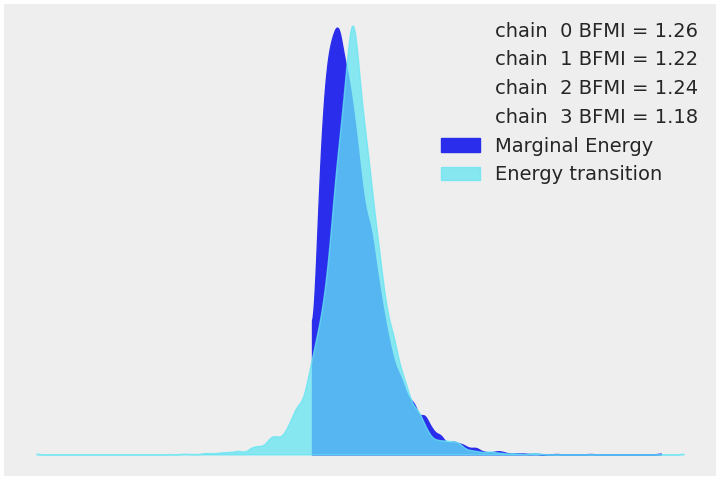 chain  0 BFMI = 1.26
chain  1 BFMI = 1.22
chain  2 BFMI = 1.24
chain  3 BFMI = 1.18
Marginal Energy
Energy transition